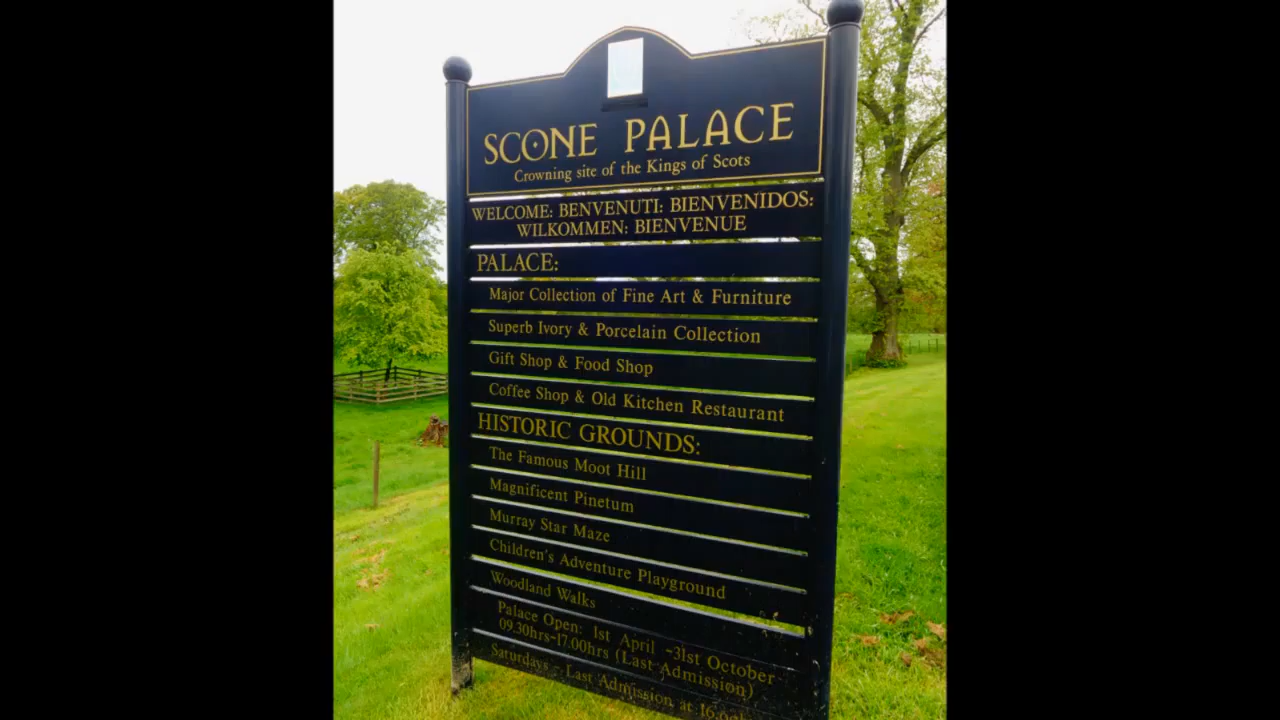 SCONE PALACE
Crowning site of the Kings of Scots
WELCOME: BENVENUTI: BIENVENIDOS:
WILKOMMEN: BIENVENUE
PALACE:
Major Collection of Fine Art & Furniture
Superb Ivory & Porcelain Collection
Gift Shop & Food Shop
Coffee Shop & Old Kitchen Restaurant
HISTORIC GROUNDS:
The Famous Moot Hill
Magnificent Pinetum
Murray Star Maze
Children's Adventure Playground
Woodland Walks
Palace Open: 1st April -31st October
09.30hrs-17.00hrs (Last Admission)
Saturdays - Last Admission at